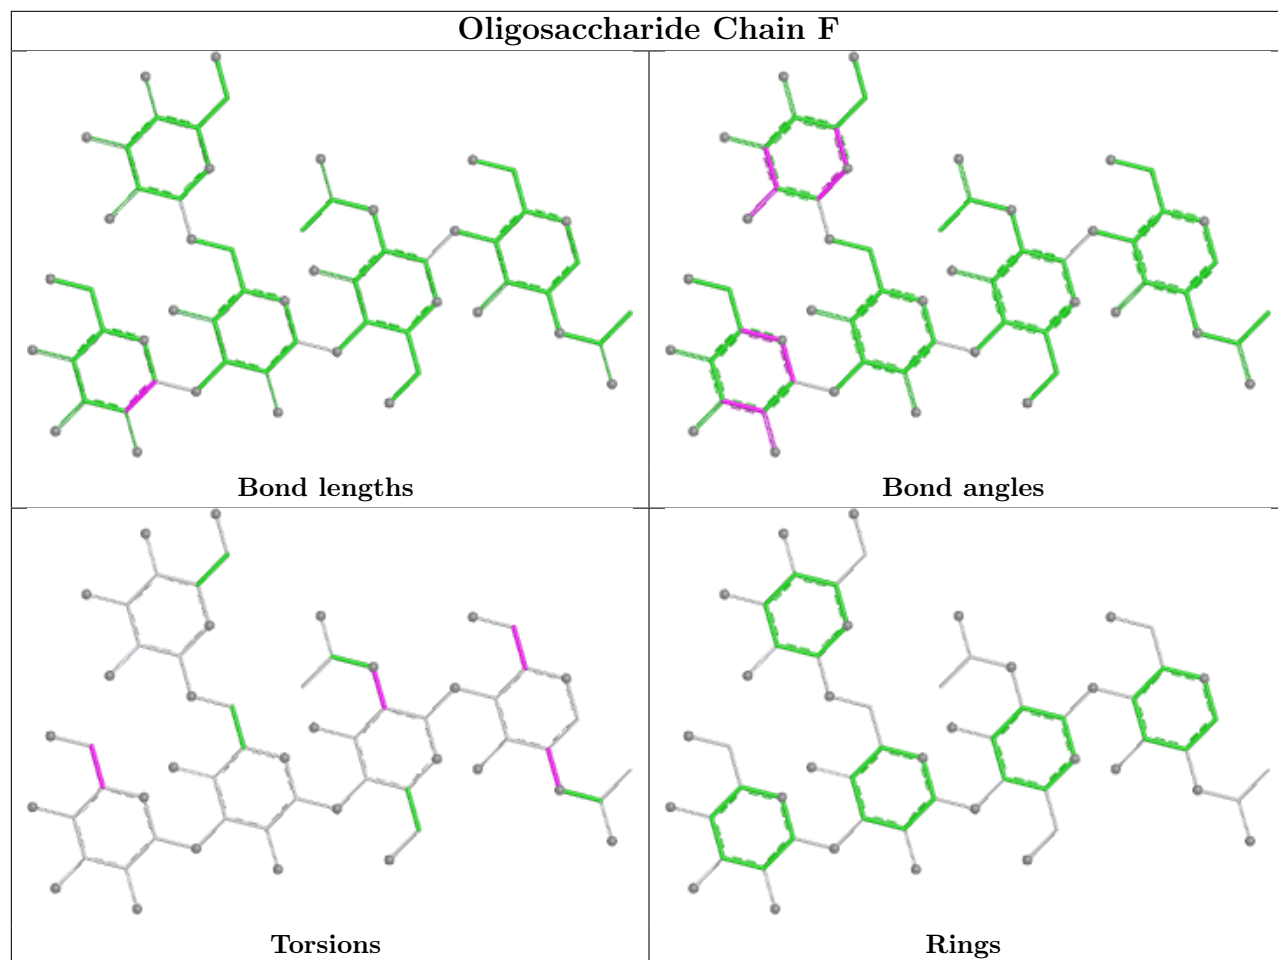 Oligosaccharide Chain F
Bond lengths
Bond angles
Torsions
Rings